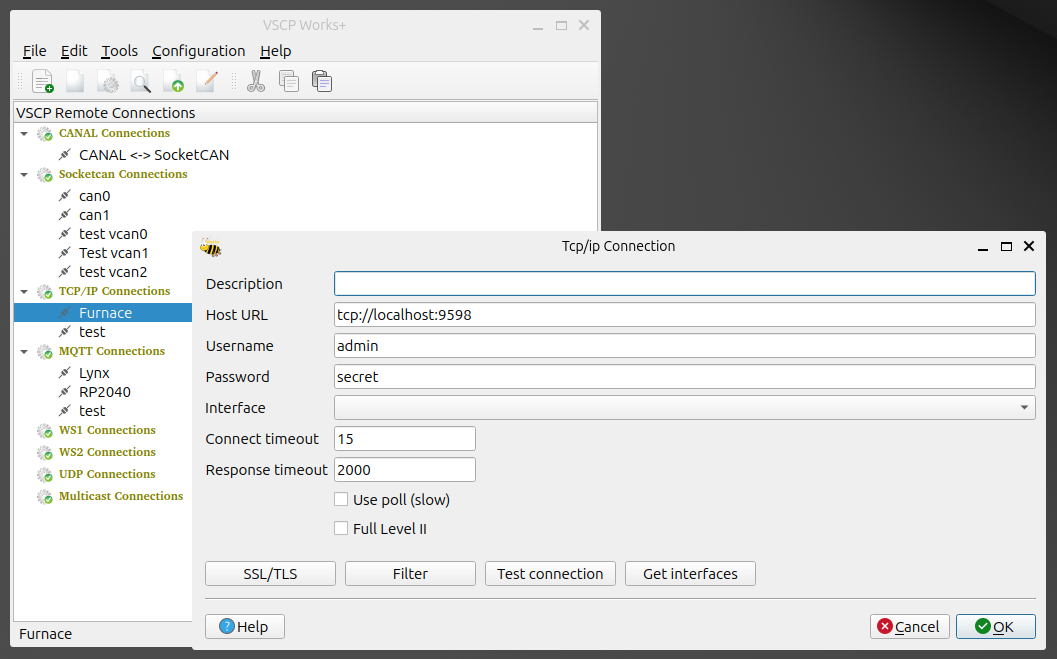 VSCP Works+
File Edit Tools Configuration Help
VSCP Remote Connections
CANAL Connections
CANAL <-> SocketCAN
Socketcan Connections
can0
can1
test vcan0
Test vcan1
test vcan2
TCP/IP Connections
Furnace
test
MQTT Connections
Lynx
RP2040
test
WS1 Connections
WS2 Connections
UDP Connections
Multicast Connections
Furnace
Tcp/ip Connection
Description
Host URL tcp://localhost:9598
Username admin
Password secret
Interface
Connect timeout 15
Response timeout 2000
Use poll (slow)
Full Level II
SSL/TLS Filter Test connection Get interfaces
? Help Cancel OK